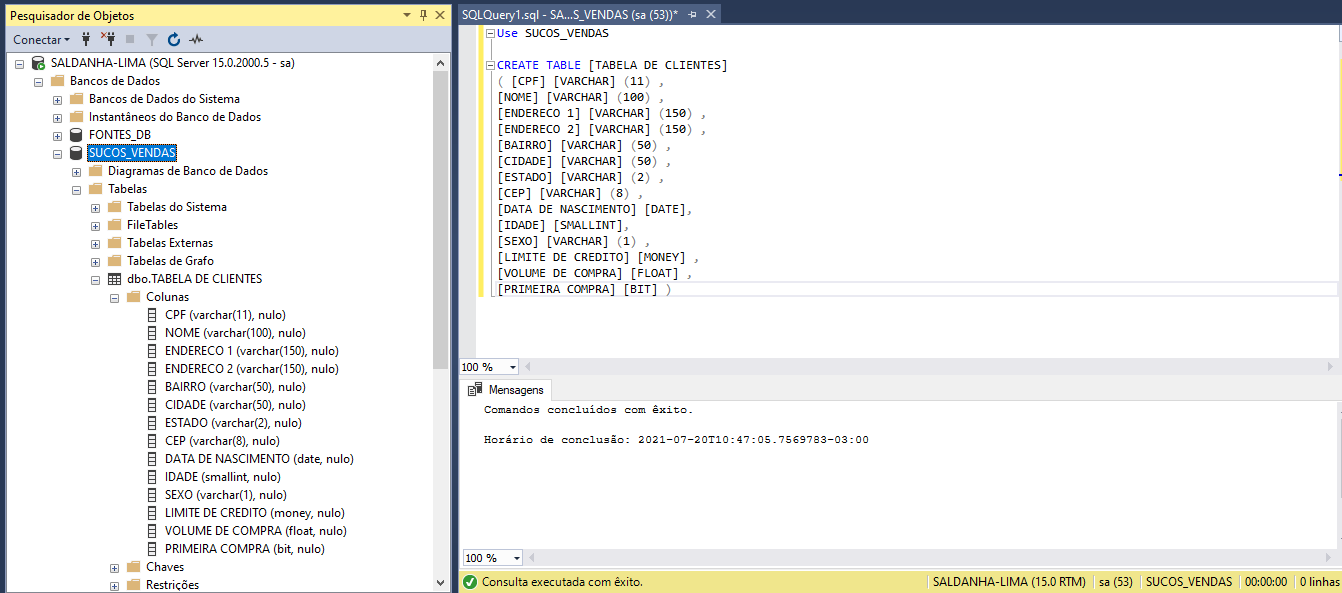 Pesquisador de Objetos
Conectar
SALDANHA-LIMA (SQL Server 15.0.2000.5 - sa)
Bancos de Dados
Bancos de Dados do Sistema
Instantâneos do Banco de Dados
FONTES_DB
SUCOS_VENDAS
Diagramas de Banco de Dados
Tabelas
Tabelas do Sistema
FileTables
Tabelas Externas
Tabelas de Grafo
dbo.TABELA DE CLIENTES
Colunas
CPF (varchar(11), nulo)
NOME (varchar(100), nulo)
ENDERECO 1 (varchar(150), nulo)
ENDERECO 2 (varchar(150), nulo)
BAIRRO (varchar(50), nulo)
CIDADE (varchar(50), nulo)
ESTADO (varchar(2), nulo)
CEP (varchar(8), nulo)
DATA DE NASCIMENTO (date, nulo)
IDADE (smallint, nulo)
SEXO (varchar(1), nulo)
LIMITE DE CREDITO (money, nulo)
VOLUME DE COMPRA (float, nulo)
PRIMEIRA COMPRA (bit, nulo)
Chaves
Restrições
SQLQuery1.sql - SA...S_VENDAS (sa (53))*
Use SUCOS_VENDAS
CREATE TABLE [TABELA DE CLIENTES]
( [CPF] [VARCHAR] (11) ,
[NOME] [VARCHAR] (100) ,
[ENDERECO 1] [VARCHAR] (150) ,
[ENDERECO 2] [VARCHAR] (150) ,
[BAIRRO] [VARCHAR] (50) ,
[CIDADE] [VARCHAR] (50) ,
[ESTADO] [VARCHAR] (2) ,
[CEP] [VARCHAR] (8) ,
[DATA DE NASCIMENTO] [DATE],
[IDADE] [SMALLINT],
[SEXO] [VARCHAR] (1) ,
[LIMITE DE CREDITO] [MONEY] ,
[VOLUME DE COMPRA] [FLOAT] ,
[PRIMEIRA COMPRA] [BIT] )
100 %
Mensagens
Comandos concluídos com êxito.
Horário de conclusão: 2021-07-20T10:47:05.7569783-03:00
100 %
Consulta executada com êxito.
SALDANHA-LIMA (15.0 RTM)
sa (53)
SUCOS_VENDAS
00:00:00
0 linhas